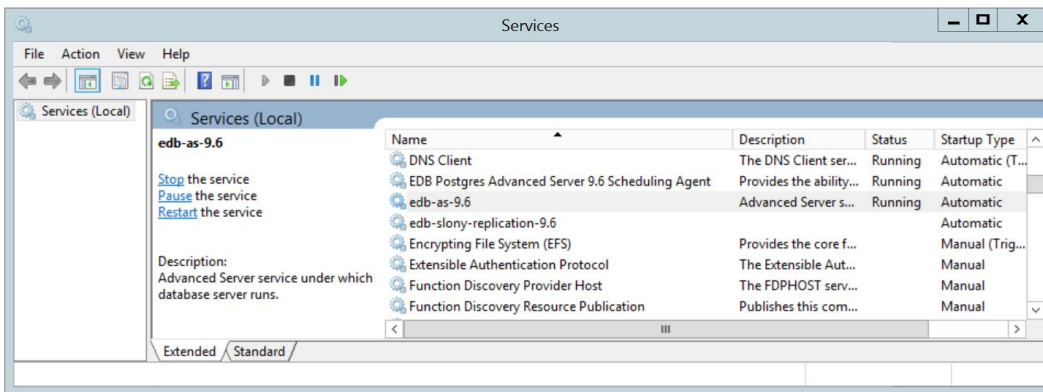 Services
File Action View Help
Services (Local)
Services (Local)
edb-as-9.6
Stop the service
Pause the service
Restart the service
Description:
Advanced Server service under which
database server runs.
Name Description Status Startup Type
DNS Client The DNS Client ser... Running Automatic (T...
EDB Postgres Advanced Server 9.6 Scheduling Agent Provides the ability... Running Automatic
edb-as-9.6 Advanced Server s... Running Automatic
edb-slony-replication-9.6 Automatic
Encrypting File System (EFS) Provides the core f... Manual (Trig...
Extensible Authentication Protocol The Extensible Aut... Manual
Function Discovery Provider Host The FDPHOST serv... Manual
Function Discovery Resource Publication Publishes this com... Manual
Extended Standard